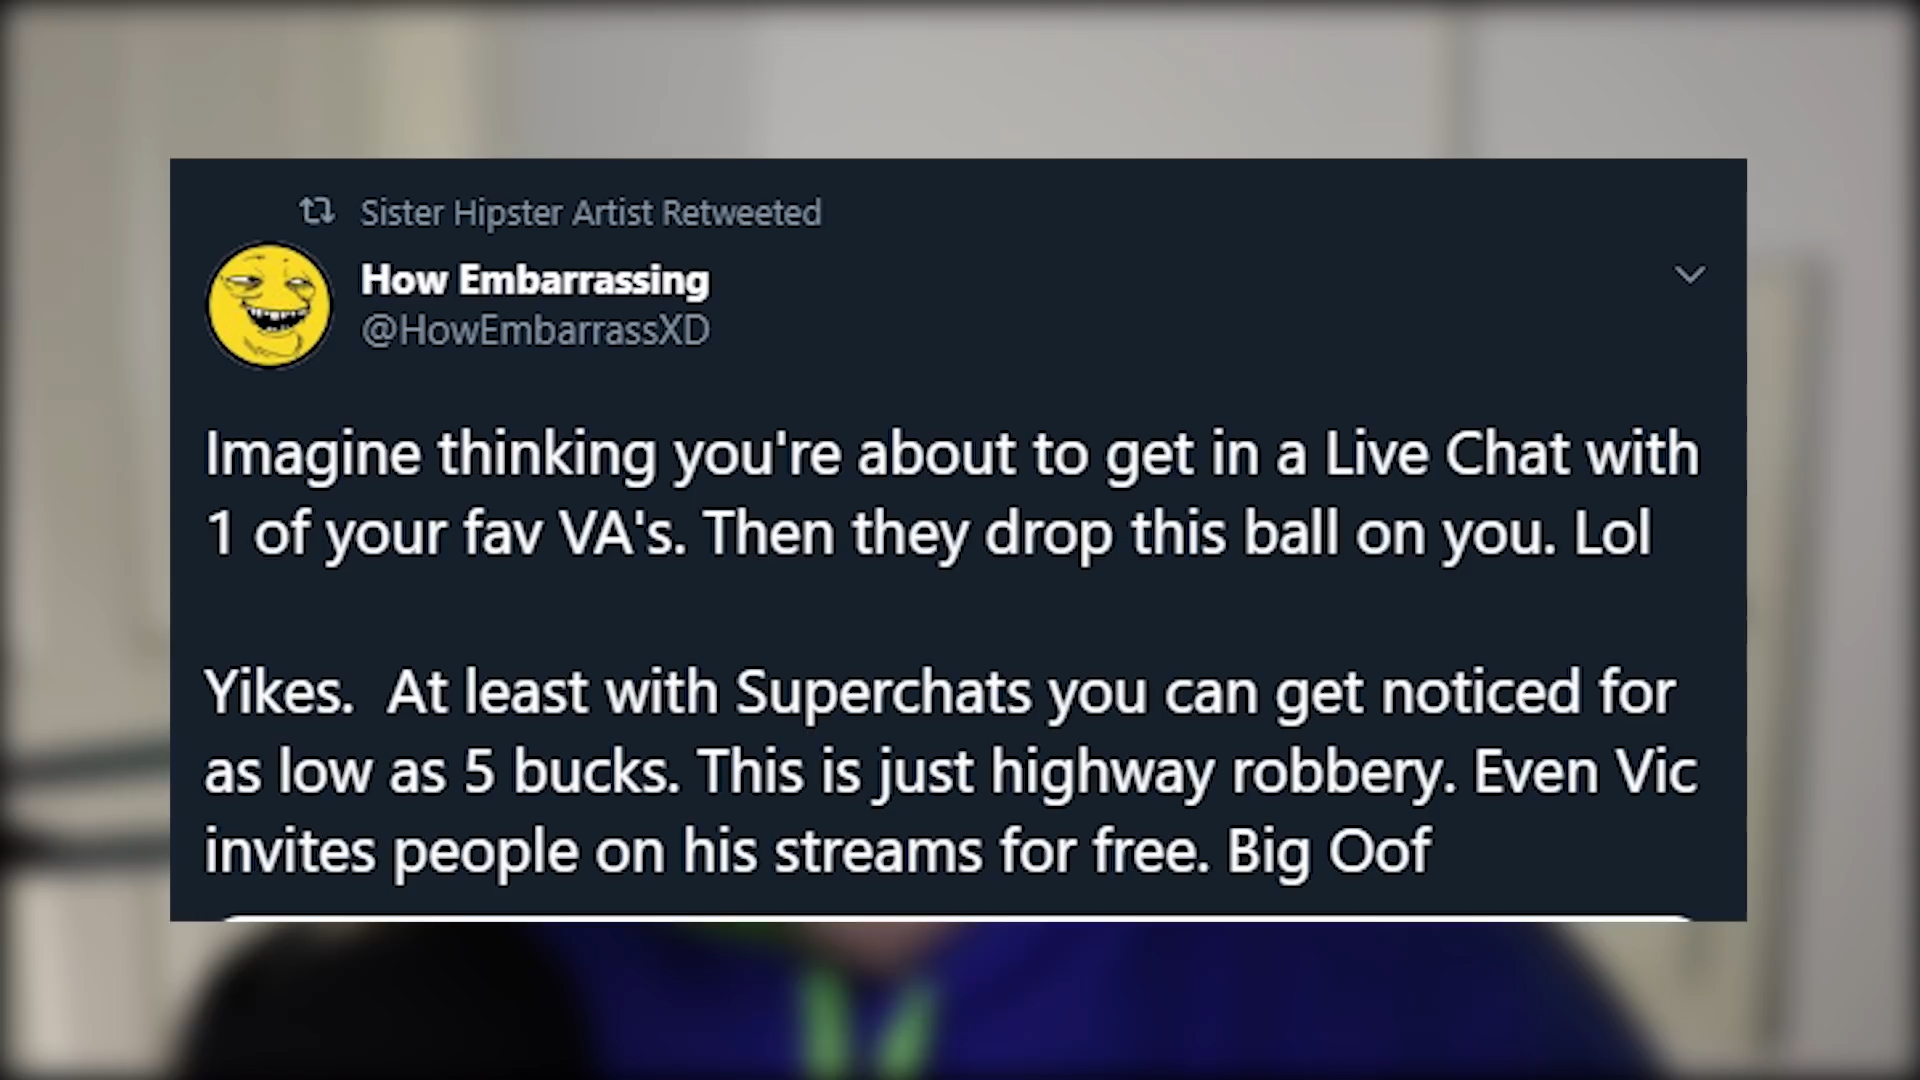 Sister Hipster Artist Retweeted
How Embarrassing
@HowEmbarrassXD
Imagine thinking you're about to get in a Live Chat with
1 of your fav VA's. Then they drop this ball on you. Lol
Yikes.  At least with Superchats you can get noticed for
as low as 5 bucks. This is just highway robbery. Even Vic
invites people on his streams for free. Big Oof